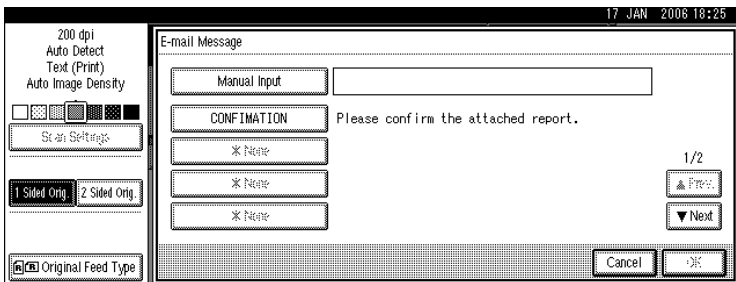 17 JAN 2006 18:25
200 dpi
Auto Detect
Text (Print)
Auto Image Density
Scan Settings
1 Sided Orig.
2 Sided Orig.
Original Feed Type
E-mail Message
Manual Input
CONFIMATION
Please confirm the attached report.
* None
* None
* None
1/2
▲ Prev.
▼ Next
Cancel
OK